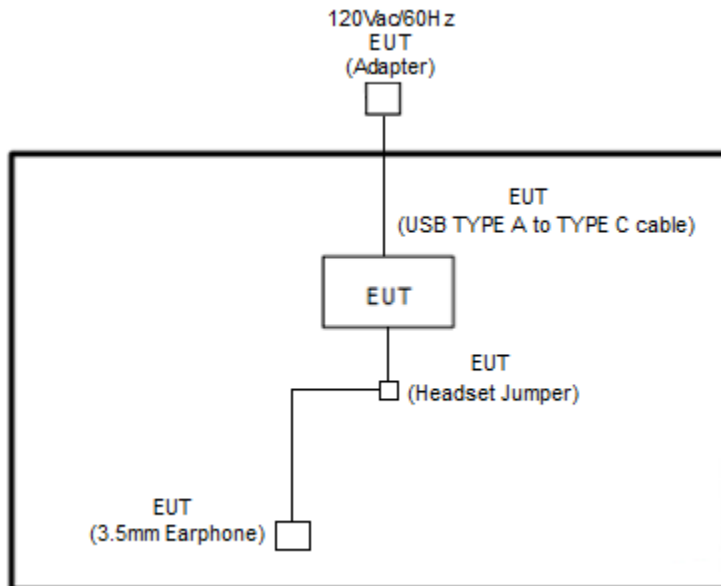 120Vac/60Hz
EUT
(Adapter)
EUT
(USB TYPE A to TYPE C cable)
EUT
EUT
(Headset Jumper)
EUT
(3.5mm Earphone)